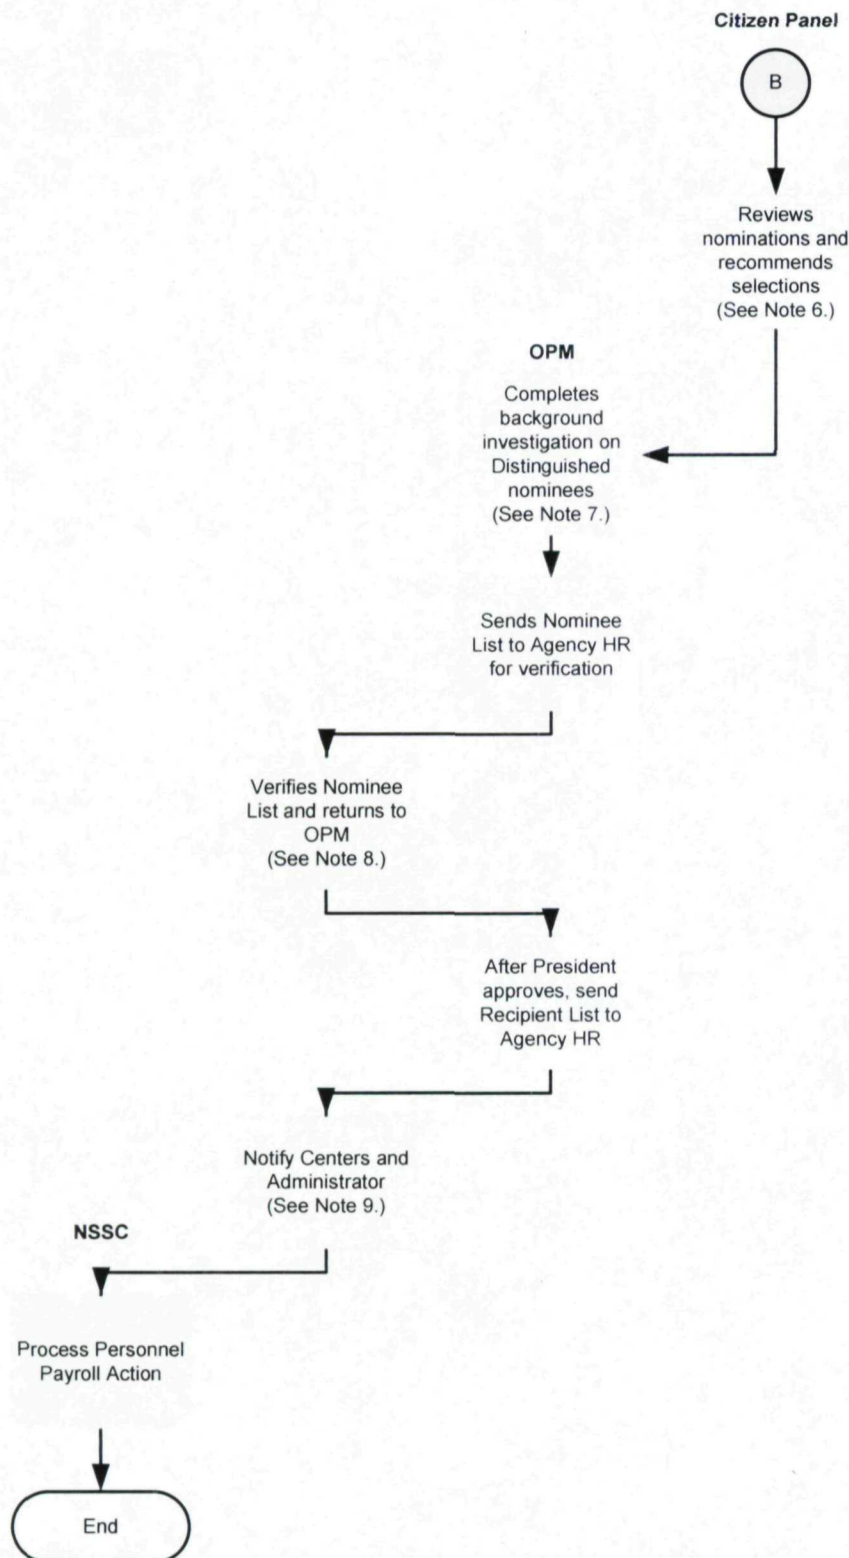 Citizen Panel
B
Reviews
nominations and
recommends
selections
(See Note 6.)
OPM
Completes
background
investigation on
Distinguished
nominees
(See Note 7.)
Sends Nominee
List to Agency HR
for verification
Verifies Nominee
List and returns to
OPM
(See Note 8.)
After President
approves, send
Recipient List to
Agency HR
Notify Centers and
Administrator
(See Note 9.)
NSSC
Process Personnel
Payroll Action
End